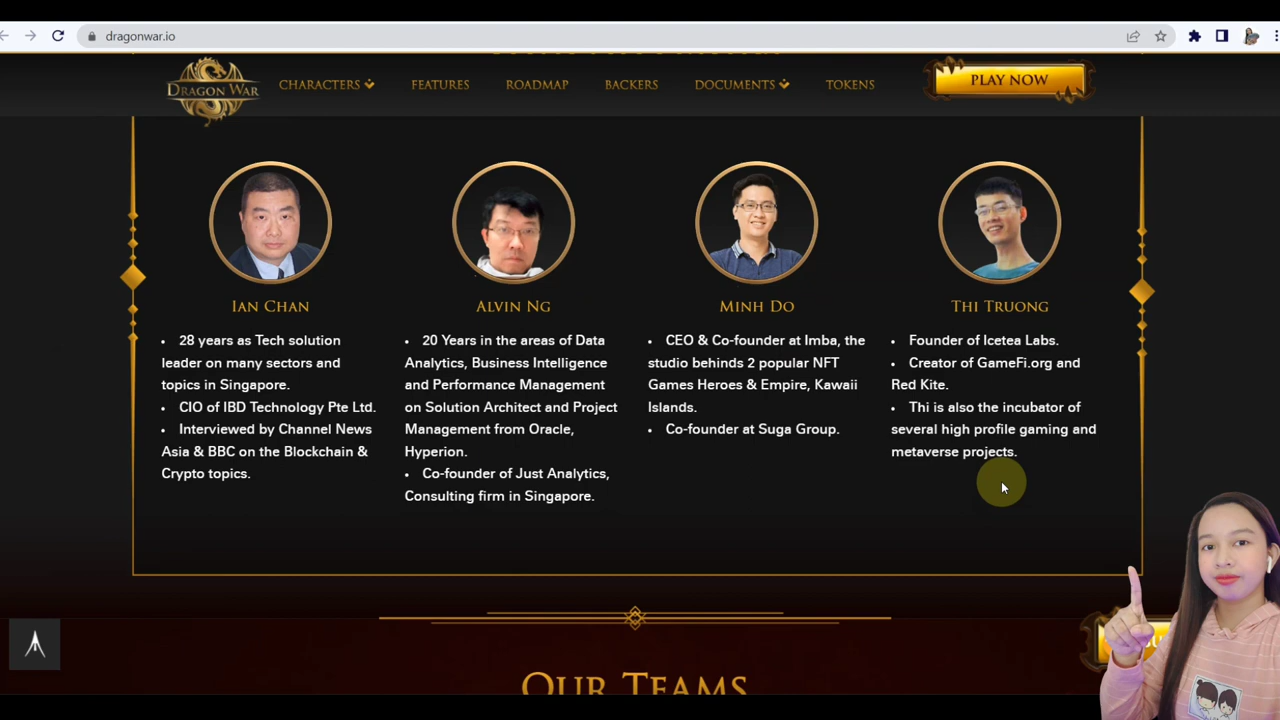 dragonwar.io
DRAGON WAR
CHARACTERS
FEATURES
ROADMAP
BACKERS
DOCUMENTS
TOKENS
PLAY NOW
IAN CHAN
• 28 years as Tech solution
leader on many sectors and
topics in Singapore.
• CIO of IBD Technology Pte Ltd.
• Interviewed by Channel News
Asia & BBC on the Blockchain &
Crypto topics.
ALVIN NG
• 20 Years in the areas of Data
Analytics, Business Intelligence
and Performance Management
on Solution Architect and Project
Management from Oracle,
Hyperion.
• Co-founder of Just Analytics,
Consulting firm in Singapore.
MINH DO
• CEO & Co-founder at Imba, the
studio behinds 2 popular NFT
Games Heroes & Empire, Kawaii
Islands.
• Co-founder at Suga Group.
THI TRUONG
• Founder of Icetea Labs.
• Creator of GameFi.org and
Red Kite.
• Thi is also the incubator of
several high profile gaming and
metaverse projects.
OUR TEAMS